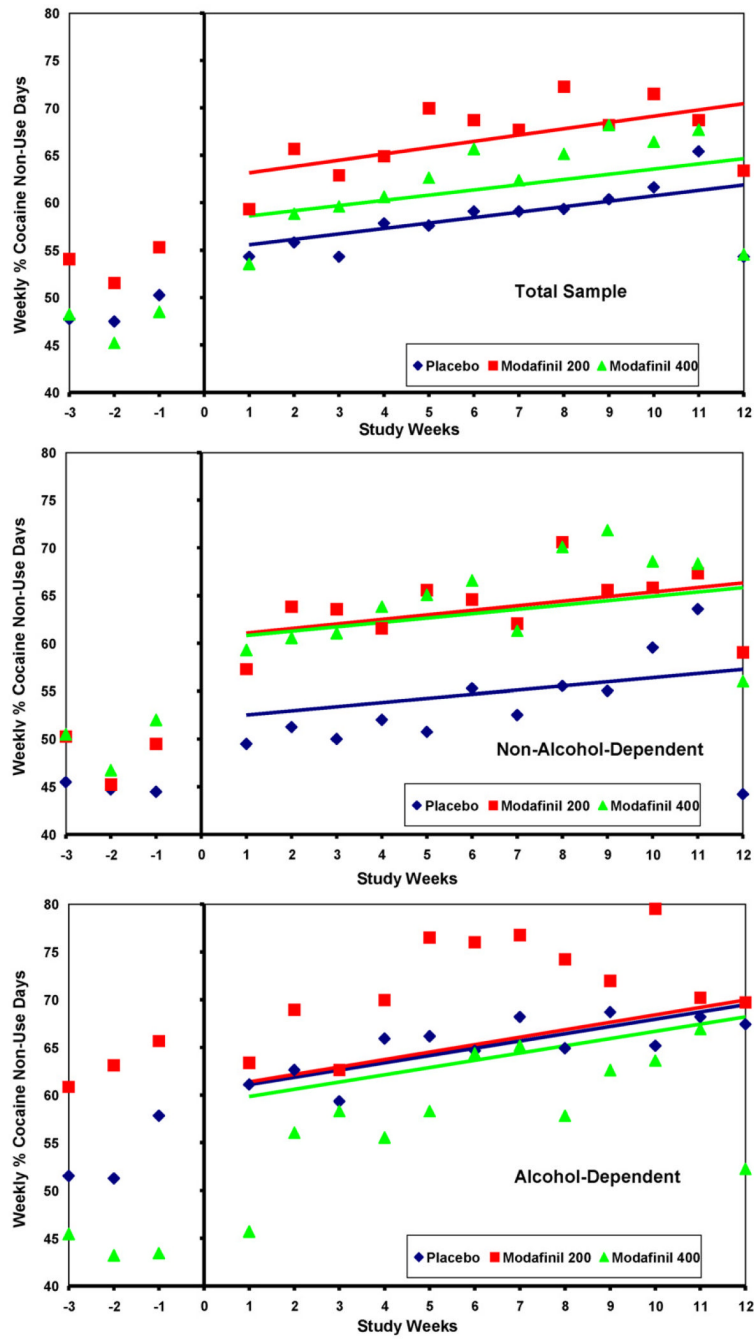 Weekly % Cocaine Non-Use Days
80
75
70
65
60
55
50
45
40
Total Sample
Placebo Modafinil 200 Modafinil 400
-3 -2 -1 0 1 2 3 4 5 6 7 8 9 10 11 12
Study Weeks
Weekly % Cocaine Non-Use Days
80
75
70
65
60
55
50
45
40
Non-Alcohol-Dependent
Placebo Modafinil 200 Modafinil 400
-3 -2 -1 0 1 2 3 4 5 6 7 8 9 10 11 12
Study Weeks
Weekly % Cocaine Non-Use Days
80
75
70
65
60
55
50
45
40
Alcohol-Dependent
Placebo Modafinil 200 Modafinil 400
-3 -2 -1 0 1 2 3 4 5 6 7 8 9 10 11 12
Study Weeks